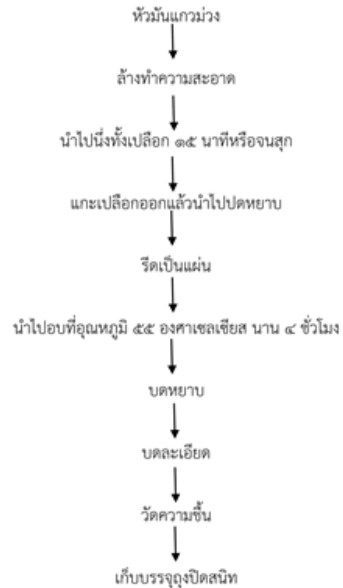 หัวมันแกวม่วง
ล้างทำความสะอาด
นำไปนึ่งทั้งเปลือก ๑๕ นาทีหรือจนสุก
แกะเปลือกออกแล้วนำไปปดหยาบ
รีดเป็นแผ่น
นำไปอบที่อุณหภูมิ ๕๕ องศาเซลเซียส นาน ๔ ชั่วโมง
บดหยาบ
บดละเอียด
วัดความชื้น
เก็บบรรจุถุงปิดสนิท